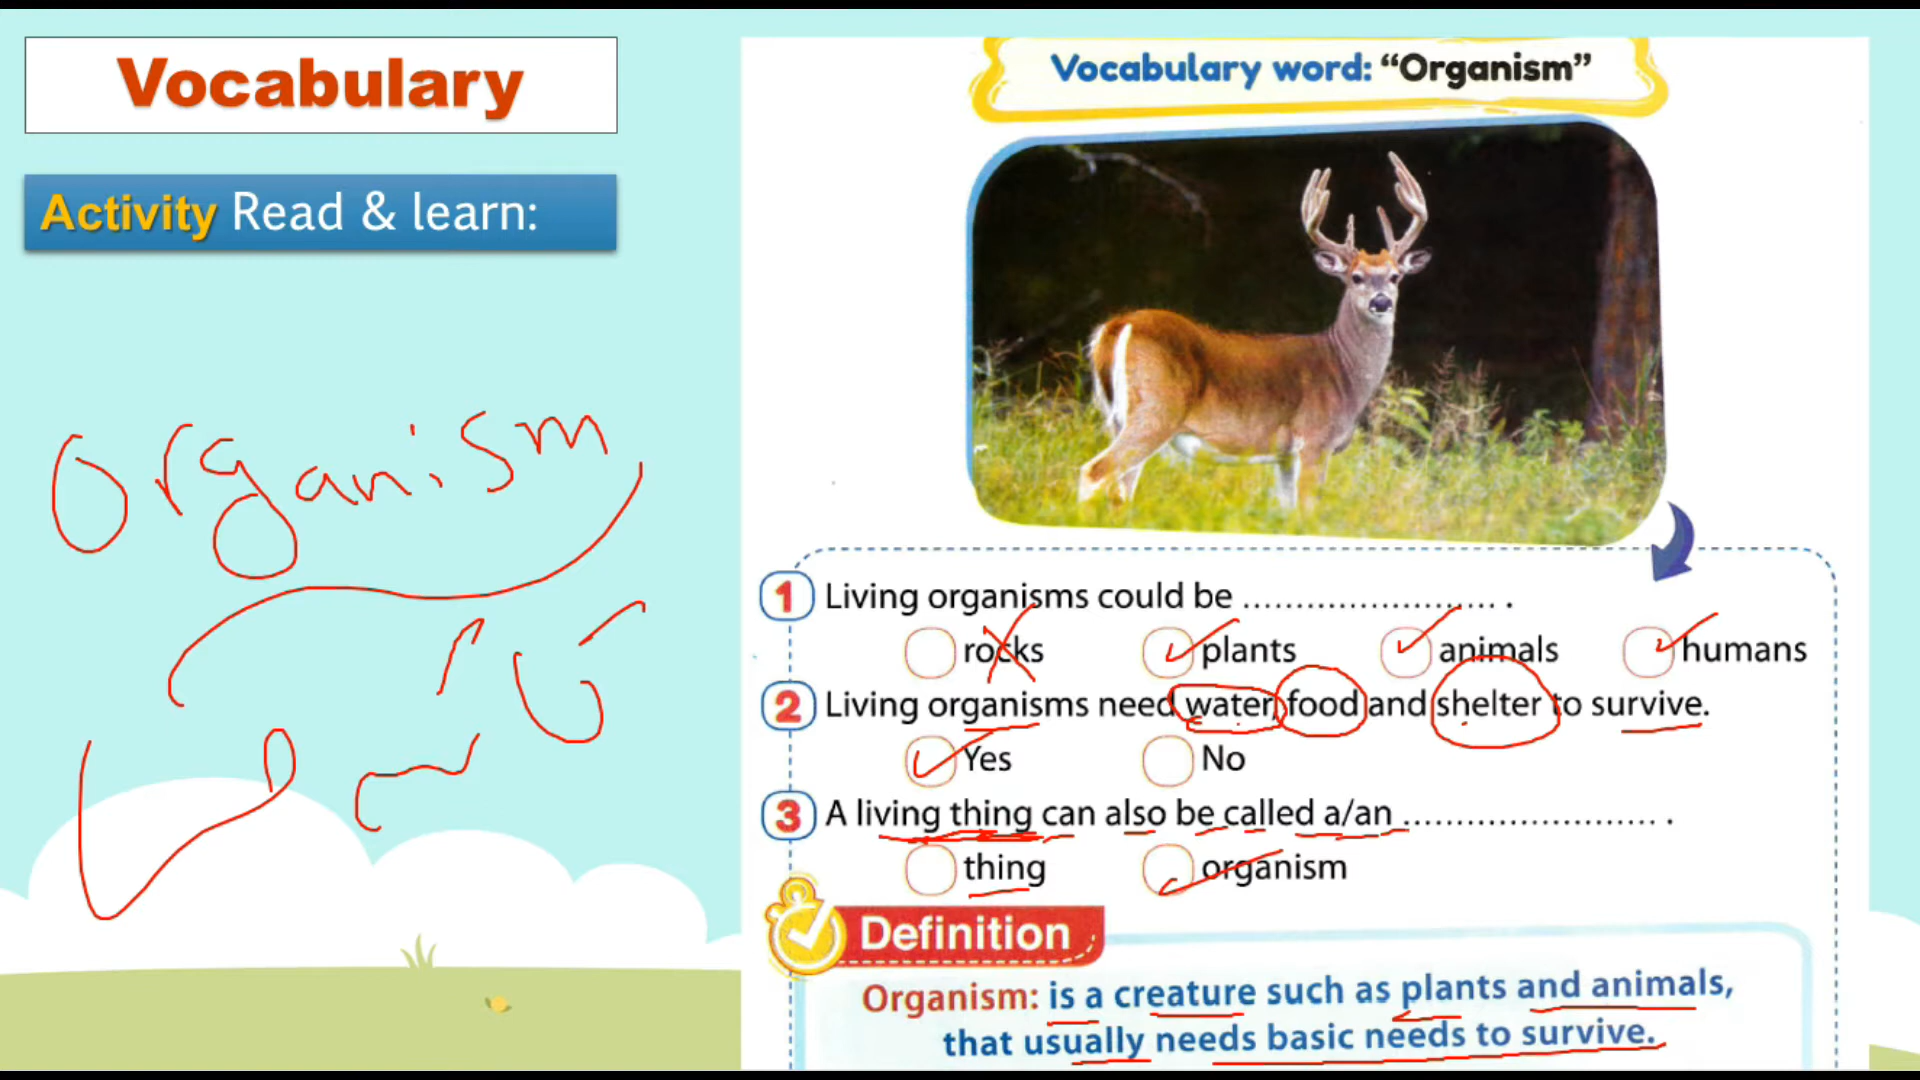 Vocabulary
Activity Read & learn:
Organism
Vocabulary word: “Organism”
1 Living organisms could be ........................ .
rocks plants animals humans
2 Living organisms need water, food and shelter to survive.
Yes No
3 A living thing can also be called a/an ........................ .
thing organism
Definition
Organism: is a creature such as plants and animals,
that usually needs basic needs to survive.